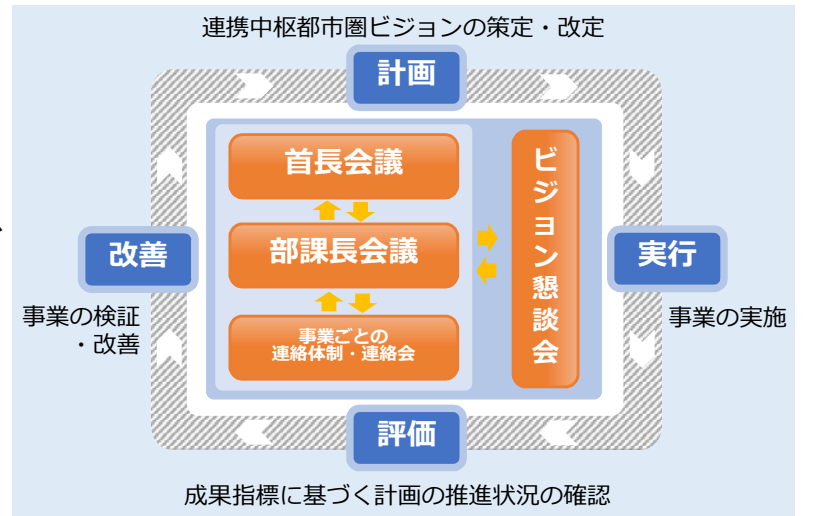 連携中枢都市圏ビジョンの策定・改定
計画
首長会議
部課長会議
事業ごとの
連絡体制・連絡会
ビジョン懇談会
改善
事業の検証
・改善
実行
事業の実施
評価
成果指標に基づく計画の推進状況の確認